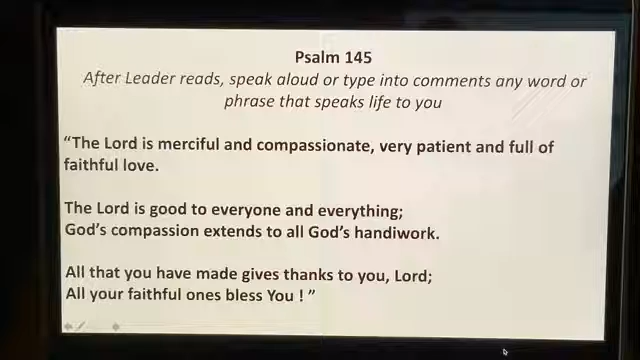 Psalm 145
After Leader reads, speak aloud or type into comments any word or
phrase that speaks life to you
“The Lord is merciful and compassionate, very patient and full of
faithful love.
The Lord is good to everyone and everything;
God’s compassion extends to all God’s handiwork.
All that you have made gives thanks to you, Lord;
All your faithful ones bless You ! ”